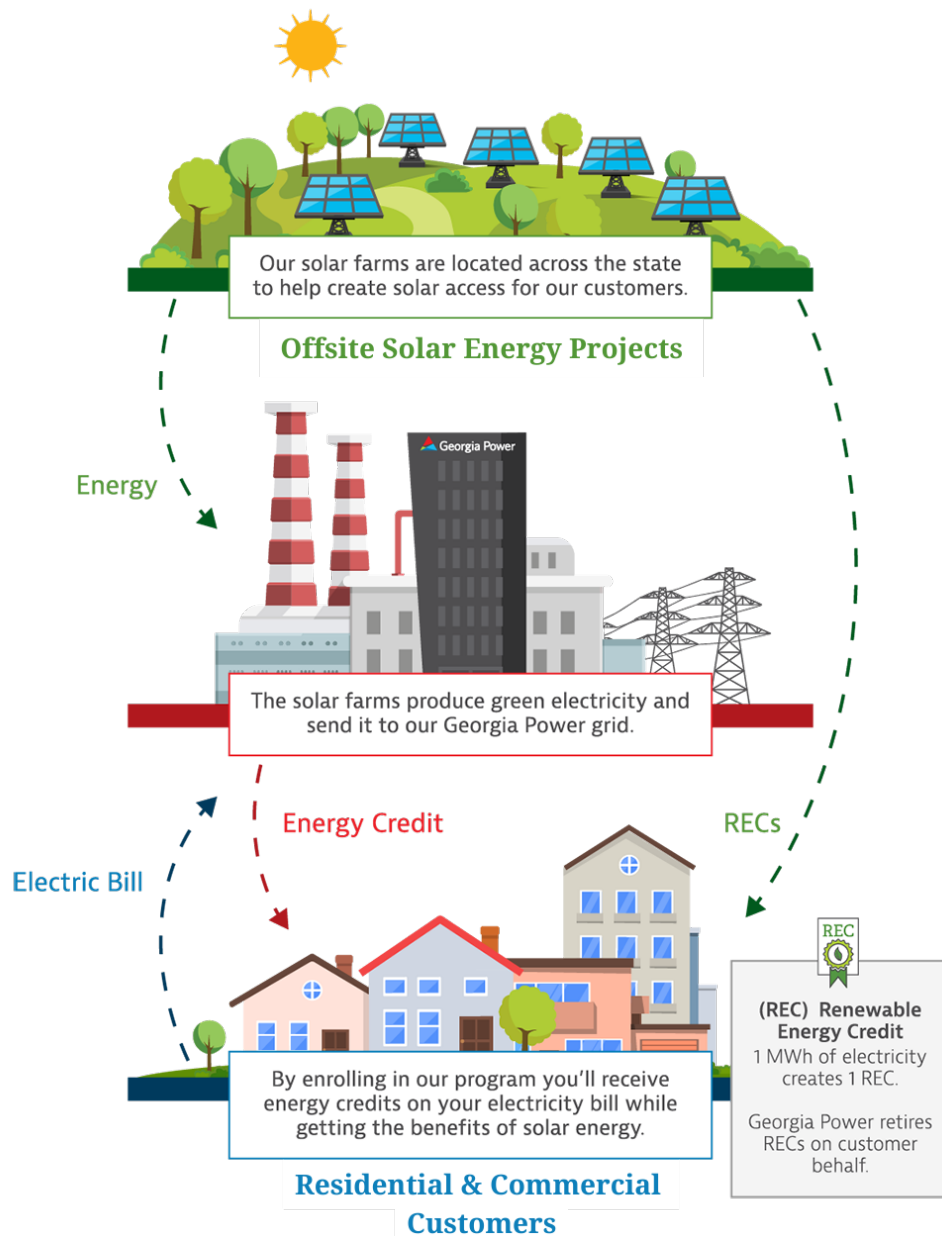 Our solar farms are located across the state
to help create solar access for our customers.
Offsite Solar Energy Projects
Georgia Power
Energy
The solar farms produce green electricity and
send it to our Georgia Power grid.
Energy Credit
RECs
Electric Bill
REC
(REC) Renewable
Energy Credit
1 MWh of electricity
creates 1 REC.
Georgia Power retires
RECs on customer
behalf.
By enrolling in our program you’ll receive
energy credits on your electricity bill while
getting the benefits of solar energy.
Residential & Commercial
Customers